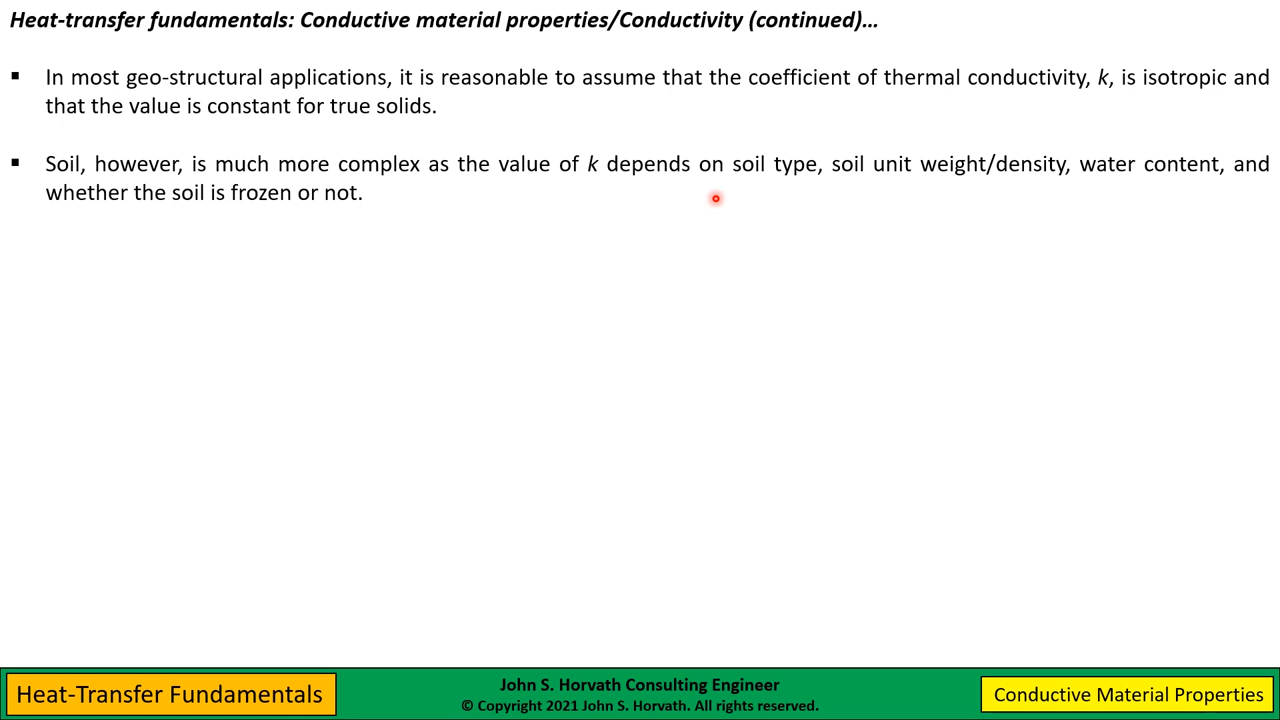 Heat-transfer fundamentals: Conductive material properties/Conductivity (continued)…
▪ In most geo-structural applications, it is reasonable to assume that the coefficient of thermal conductivity, k, is isotropic and
that the value is constant for true solids.
▪ Soil, however, is much more complex as the value of k depends on soil type, soil unit weight/density, water content, and
whether the soil is frozen or not.
Heat-Transfer Fundamentals
John S. Horvath Consulting Engineer
© Copyright 2021 John S. Horvath. All rights reserved.
Conductive Material Properties